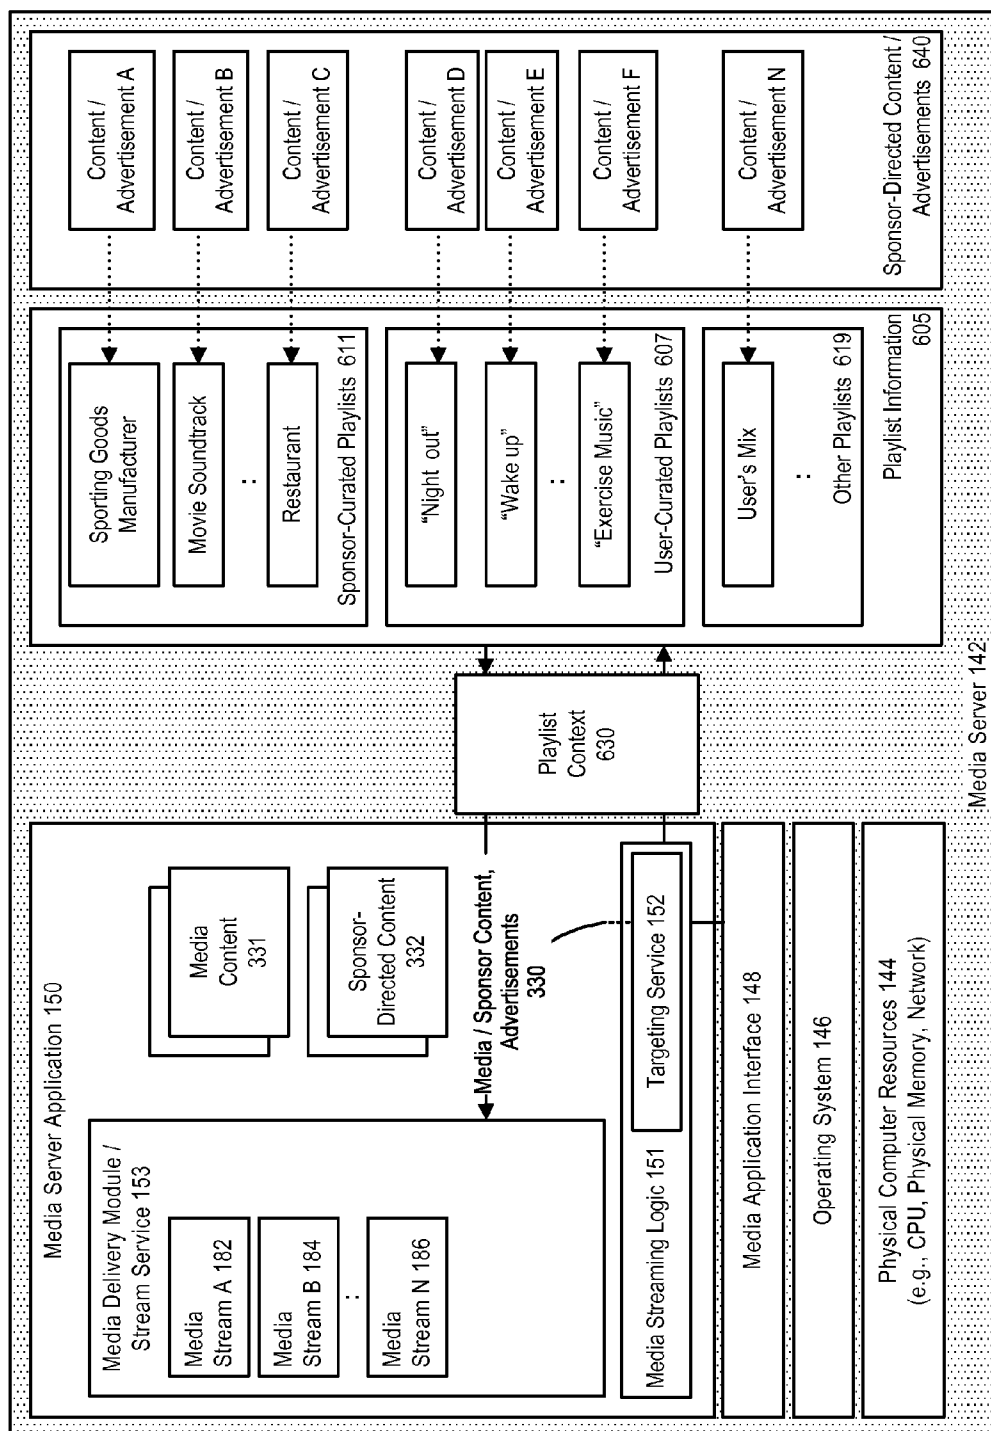 Media Server Application 150
Media Delivery Module /
Stream Service 153
Media
Stream A 182
Media
Stream B 184
:
Media
Stream N 186
Media
Content
331
Sponsor-
Directed Content
332
Media / Sponsor Content,
Advertisements
330
Media Streaming Logic 151
Targeting Service 152
Media Application Interface 148
Operating System 146
Physical Computer Resources 144
(e.g., CPU, Physical Memory, Network)
Playlist
Context
630
Sporting Goods
Manufacturer
Movie Soundtrack
:
Restaurant
Sponsor-Curated Playlists 611
“Night out”
“Wake up”
:
“Exercise Music”
User-Curated Playlists 607
User’s Mix
:
Other Playlists 619
Playlist Information
605
Content /
Advertisement A
Content /
Advertisement B
Content /
Advertisement C
Content /
Advertisement D
Content /
Advertisement E
Content /
Advertisement F
Content /
Advertisement N
Sponsor-Directed Content /
Advertisements 640
Media Server 142